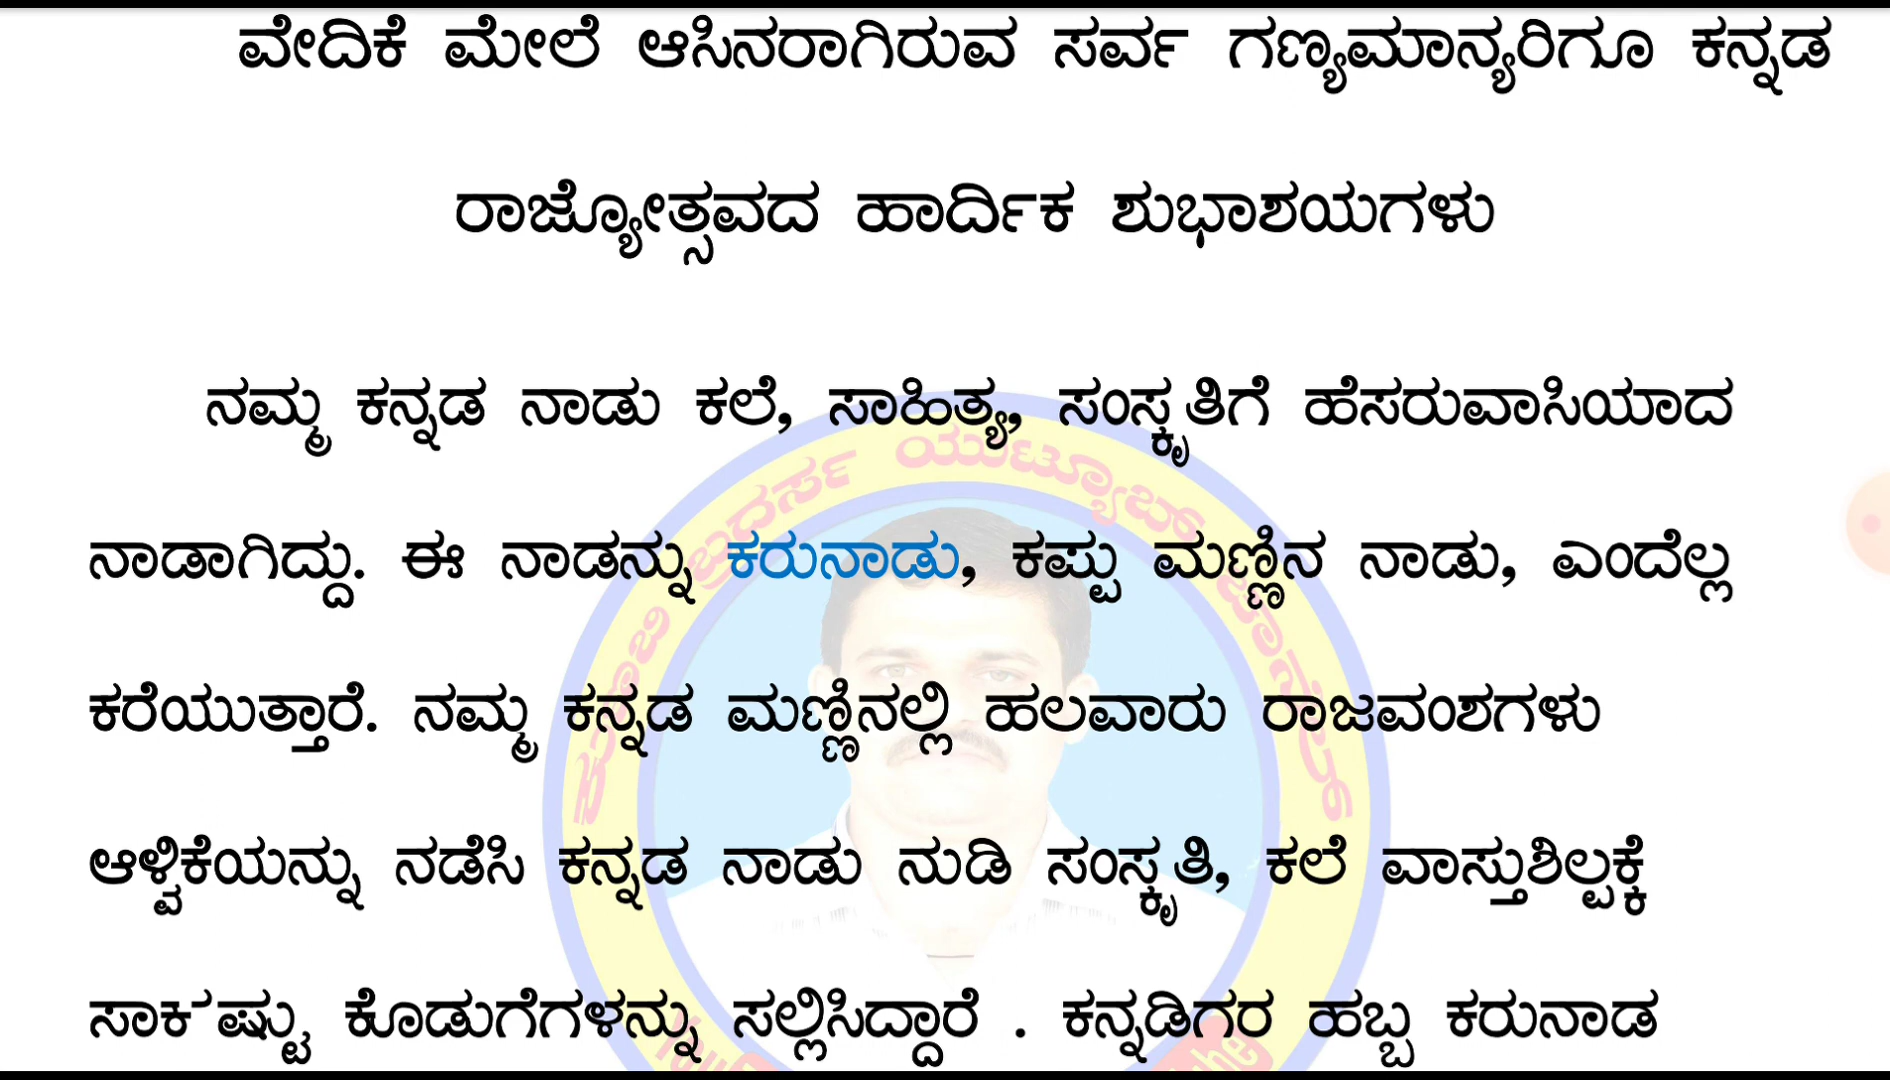 ವೇದಿಕೆ ಮೇಲೆ ಆಸಿನರಾಗಿರುವ ಸರ್ವ ಗಣ್ಯಮಾನ್ಯರಿಗೂ ಕನ್ನಡ
ರಾಜ್ಯೋತ್ಸವದ ಹಾರ್ದಿಕ ಶುಭಾಶಯಗಳು
ನಮ್ಮ ಕನ್ನಡ ನಾಡು ಕಲೆ, ಸಾಹಿತ್ಯ, ಸಂಸ್ಕೃತಿಗೆ ಹೆಸರುವಾಸಿಯಾದ
ನಾಡಾಗಿದ್ದು. ಈ ನಾಡನ್ನು ಕರುನಾಡು, ಕಪ್ಪು ಮಣ್ಣಿನ ನಾಡು, ಎಂದೆಲ್ಲ
ಕರೆಯುತ್ತಾರೆ. ನಮ್ಮ ಕನ್ನಡ ಮಣ್ಣಿನಲ್ಲಿ ಹಲವಾರು ರಾಜವಂಶಗಳು
ಆಳ್ವಿಕೆಯನ್ನು ನಡೆಸಿ ಕನ್ನಡ ನಾಡು ನುಡಿ ಸಂಸ್ಕೃತಿ, ಕಲೆ ವಾಸ್ತುಶಿಲ್ಪಕ್ಕೆ
ಸಾಕಷ್ಟು ಕೊಡುಗೆಗಳನ್ನು ಸಲ್ಲಿಸಿದ್ದಾರೆ . ಕನ್ನಡಿಗರ ಹಬ್ಬ ಕರುನಾಡ
ಬ್ರದರ್ಸ್ ಯುಟ್ಯೂಬ್